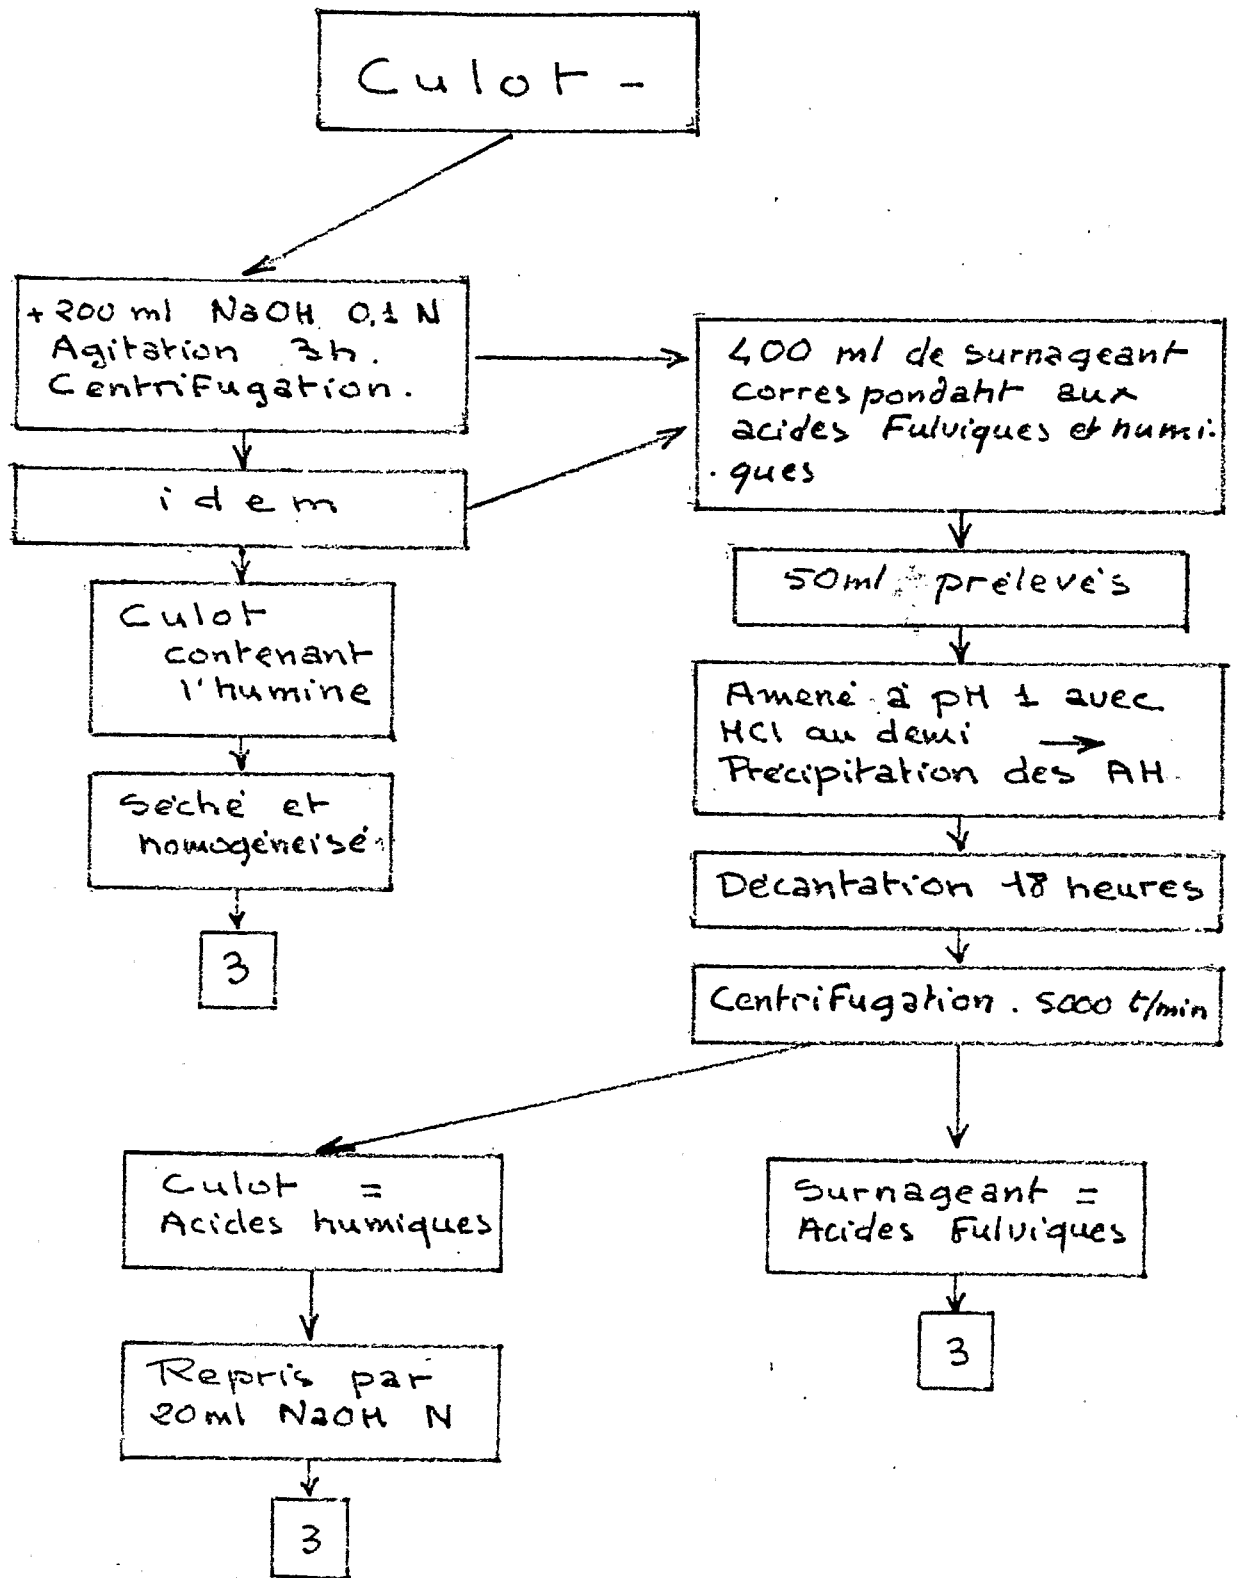 Culot -
+ 200 ml NaOH 0,1 N
Agitation 3h.
Centrifugation.
idem
Culot
contenant
l'humine
Séché et
homogénéisé.
3
400 ml de surnageant
correspondant aux
acides Fulviques et humi-
-ques
50ml prélevés
Amené à pH 1 avec
HCl au demi →
Précipitation des AH.
Décantation 18 heures
Centrifugation. 5000 t/min
Culot =
Acides humiques
Repris par
20ml NaOH N
3
Surnageant =
Acides Fulviques
3